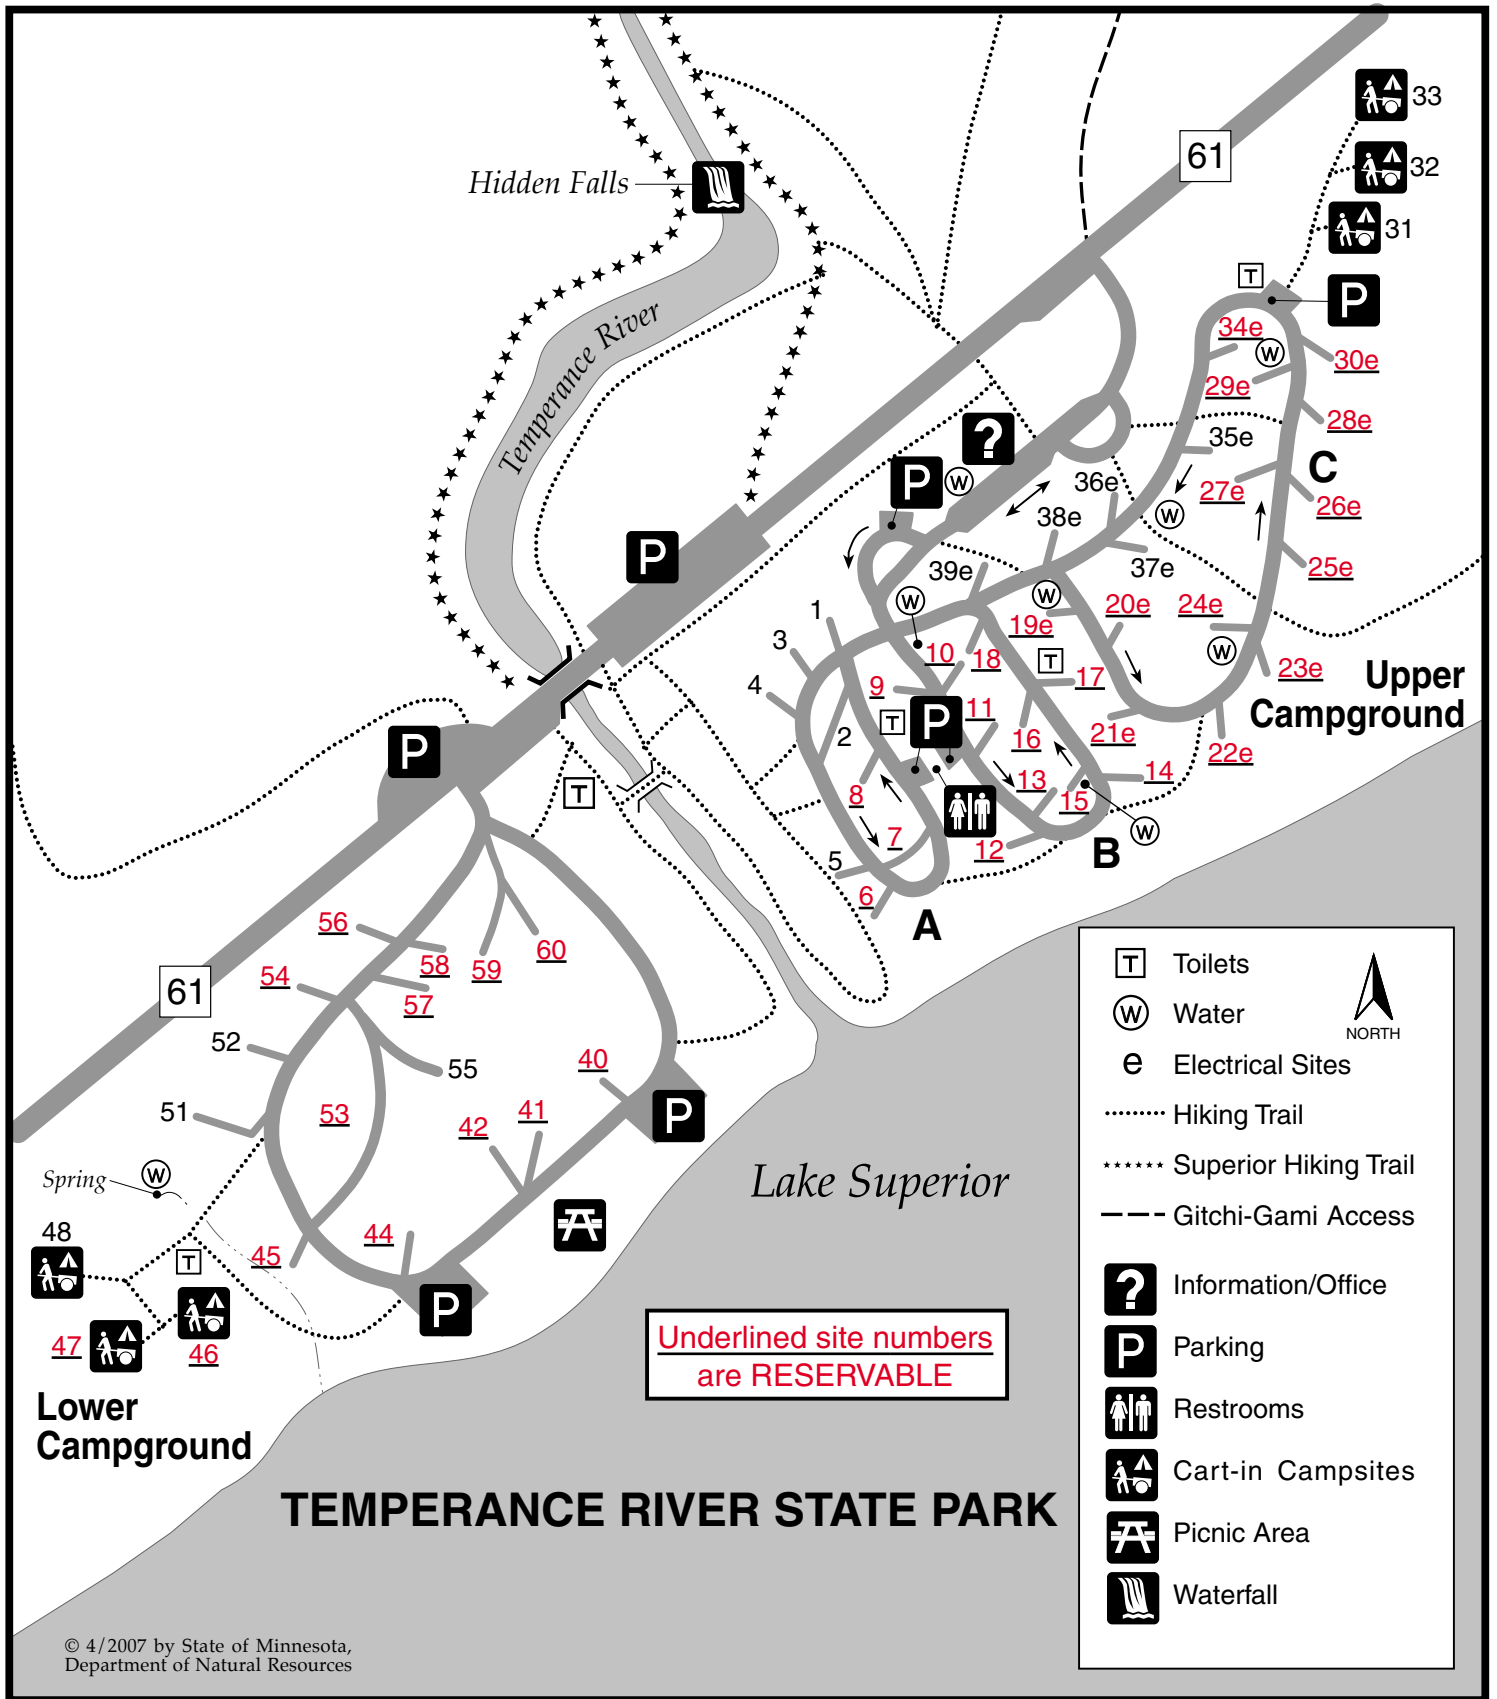 33
61
32
Hidden Falls
31
T
P
34e
W
30e
29e
Temperance River
28e
35e
?
C
P
W
27e
36e
26e
W
38e
P
39e
37e
25e
W
W
1
20e
24e
19e
3
10
18
T
W
23e
9
17
Upper
Campground
4
11
T
P
2
16
21e
22e
P
T
8
13
14
15
W
7
12
B
5
6
A
56
60
58
59
54
57
61
52
55
40
51
53
41
42
P
Spring
W
Lake Superior
48
44
45
T
P
47
46
Lower
Campground
Underlined site numbers
are RESERVABLE
TEMPERANCE RIVER STATE PARK
T Toilets
W Water
NORTH
e Electrical Sites
Hiking Trail
Superior Hiking Trail
Gitchi-Gami Access
? Information/Office
P Parking
Restrooms
Cart-in Campsites
Picnic Area
Waterfall
© 4/2007 by State of Minnesota,
Department of Natural Resources